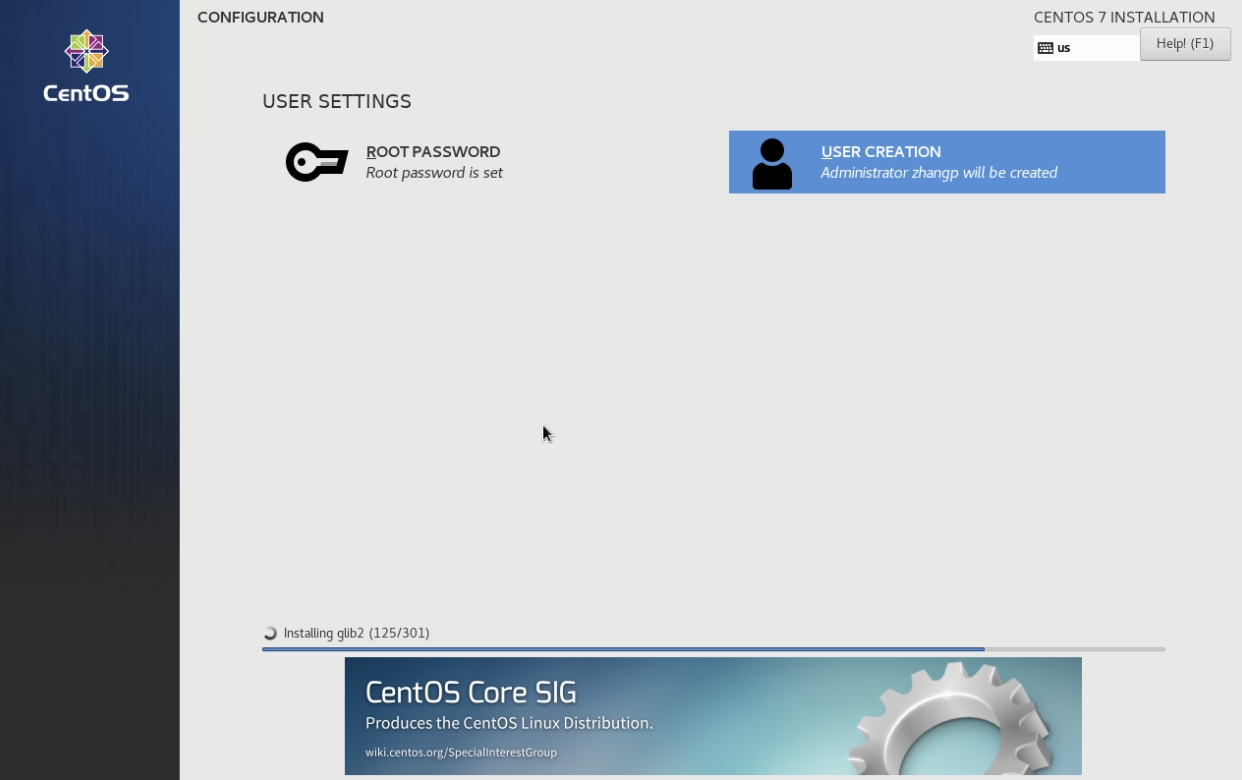 CONFIGURATION
CENTOS 7 INSTALLATION
us
Help! (F1)
CentOS
USER SETTINGS
ROOT PASSWORD
Root password is set
USER CREATION
Administrator zhangp will be created
Installing glib2 (125/301)
CentOS Core SIG
Produces the CentOS Linux Distribution.
wiki.centos.org/SpecialInterestGroup